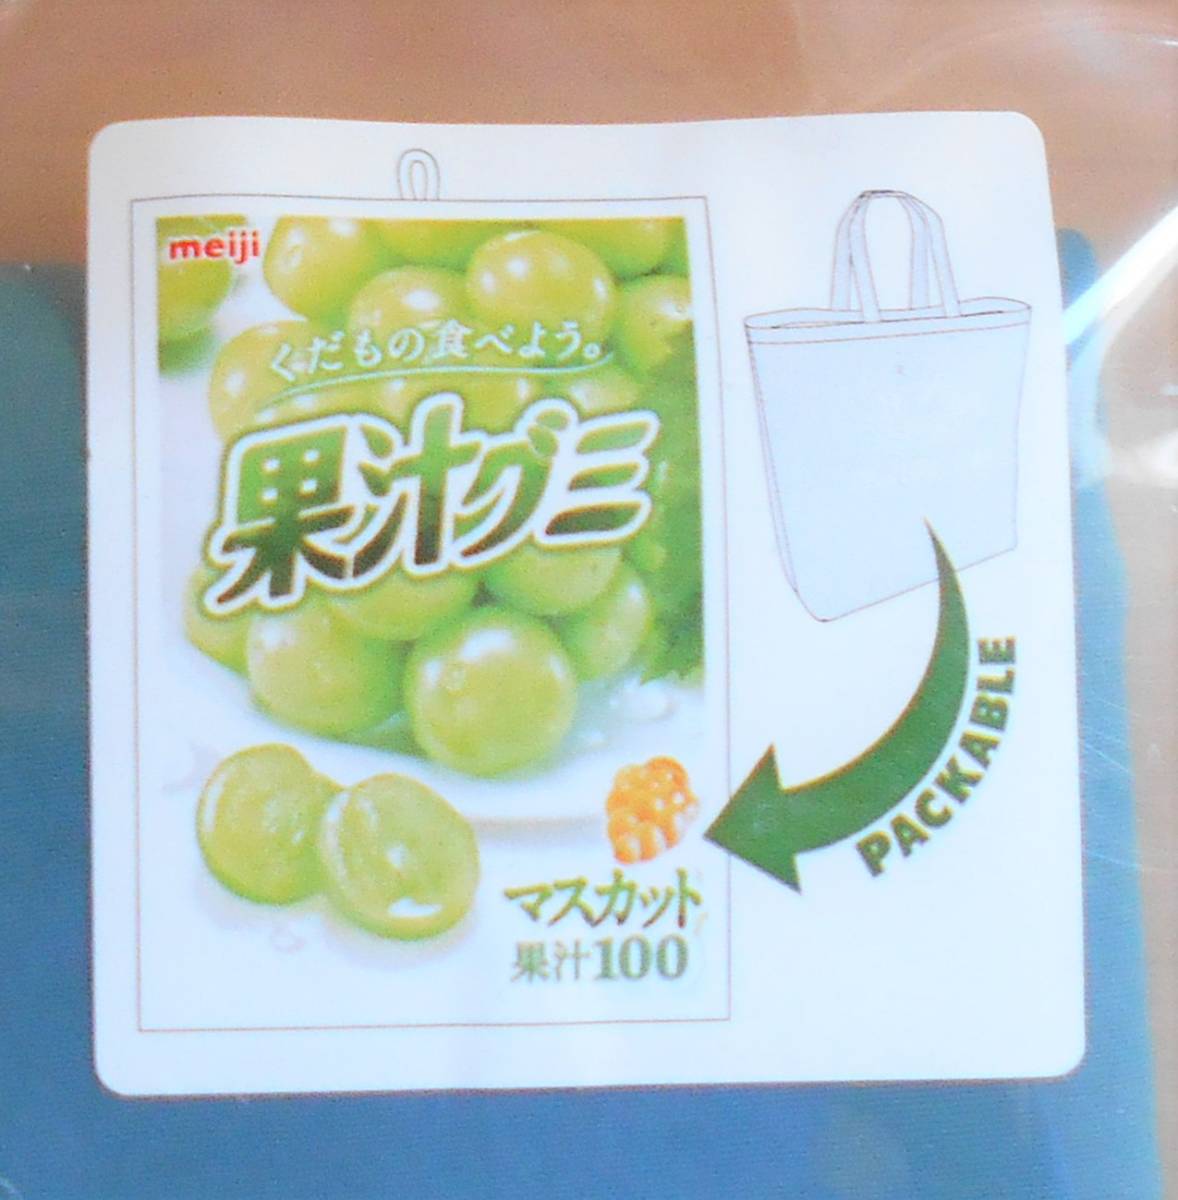 meiji
くだもの食べよう。
果汁グミ
マスカット
果汁100
PACKABLE